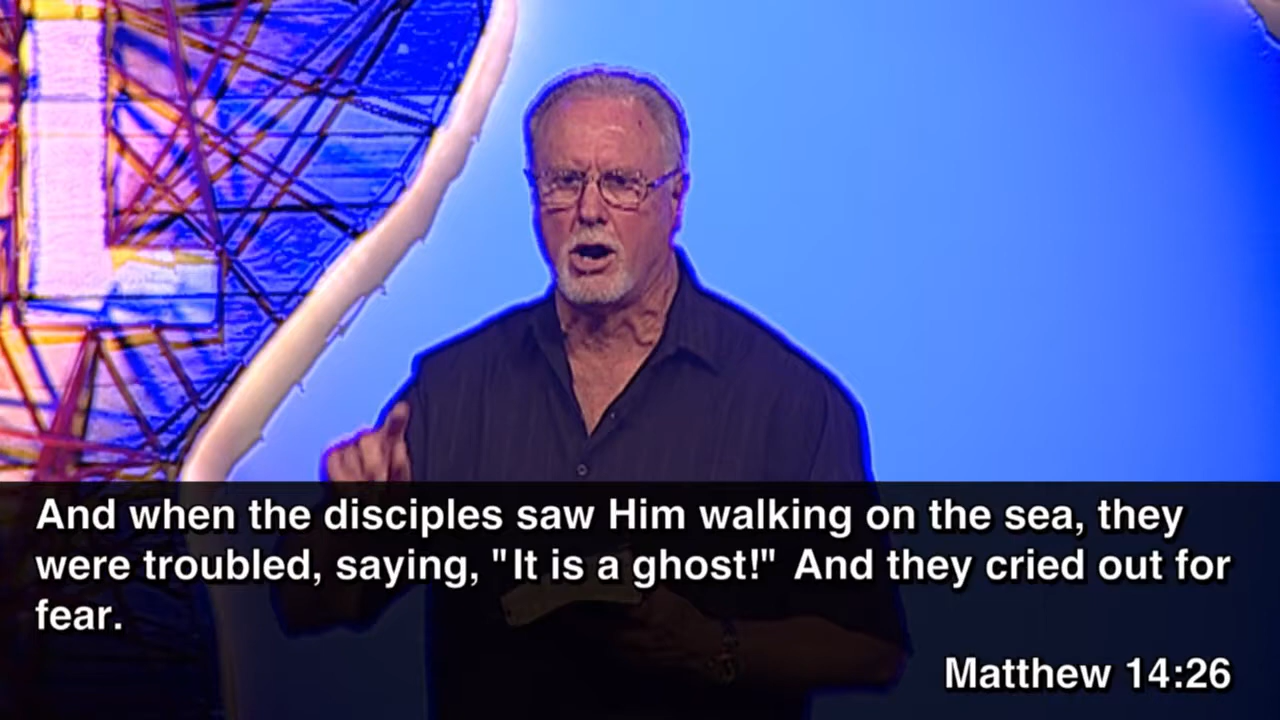 And when the disciples saw Him walking on the sea, they
were troubled, saying, "It is a ghost!" And they cried out for
fear.
Matthew 14:26